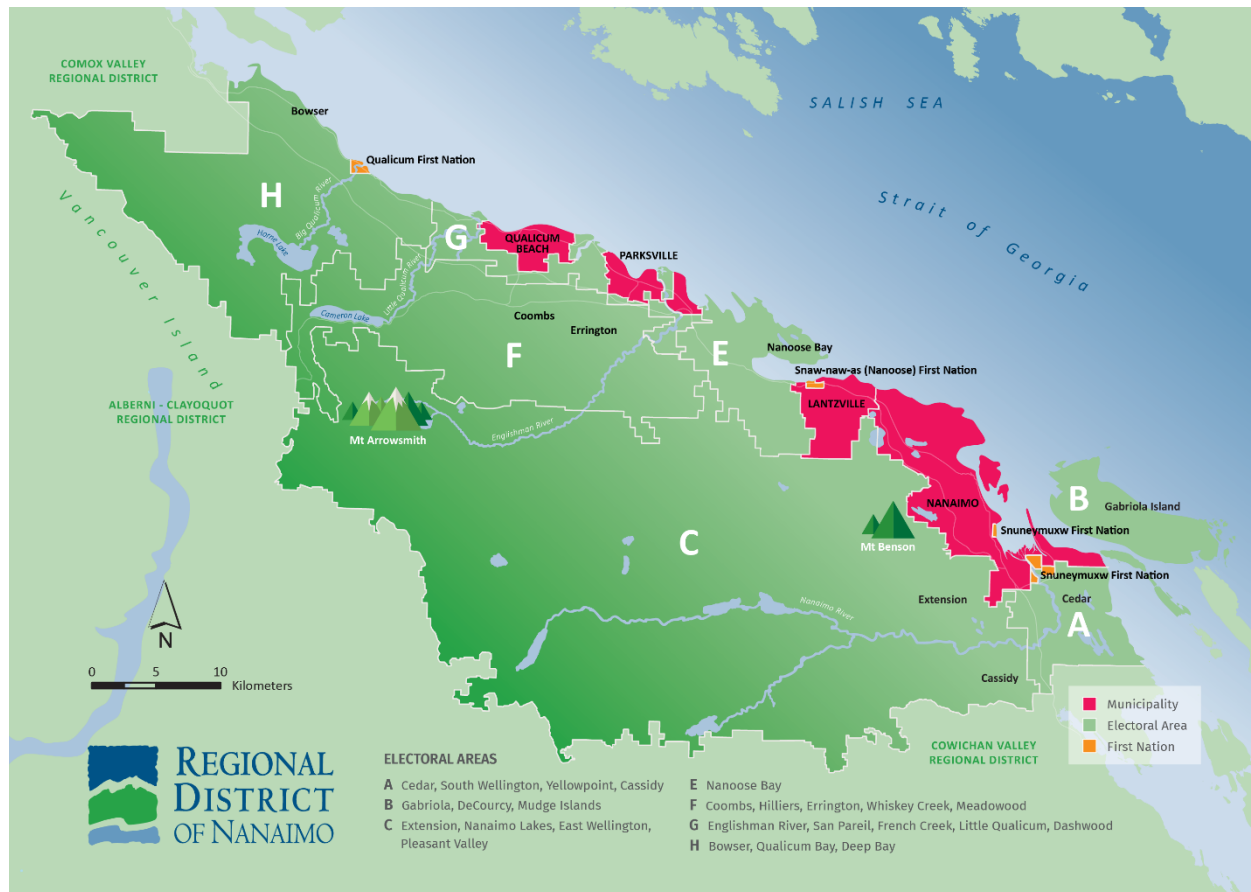 COMOX VALLEY
REGIONAL DISTRICT
SALISH SEA
Bowser
Qualicum First Nation
Strait of Georgia
Vancouver Island
H
Big Qualicum River
Horne Lake
G
QUALICUM
BEACH
PARKSVILLE
Little Qualicum River
Cameron Lake
Coombs
Errington
F
E
Nanoose Bay
Snaw-naw-as (Nanoose) First Nation
LANTZVILLE
ALBERNI - CLAYOQUOT
REGIONAL DISTRICT
Mt Arrowsmith
Englishman River
B
Gabriola Island
NANAIMO
Snuneymuxw First Nation
C
Mt Benson
Snuneymuxw First Nation
Extension
Cedar
A
Nanaimo River
N
Cassidy
0 5 10
Kilometers
Municipality
Electoral Area
First Nation
COWICHAN VALLEY
REGIONAL DISTRICT
REGIONAL
DISTRICT
OF NANAIMO
ELECTORAL AREAS
A Cedar, South Wellington, Yellowpoint, Cassidy
B Gabriola, DeCourcy, Mudge Islands
C Extension, Nanaimo Lakes, East Wellington,
Pleasant Valley
E Nanoose Bay
F Coombs, Hilliers, Errington, Whiskey Creek, Meadowood
G Englishman River, San Pareil, French Creek, Little Qualicum, Dashwood
H Bowser, Qualicum Bay, Deep Bay